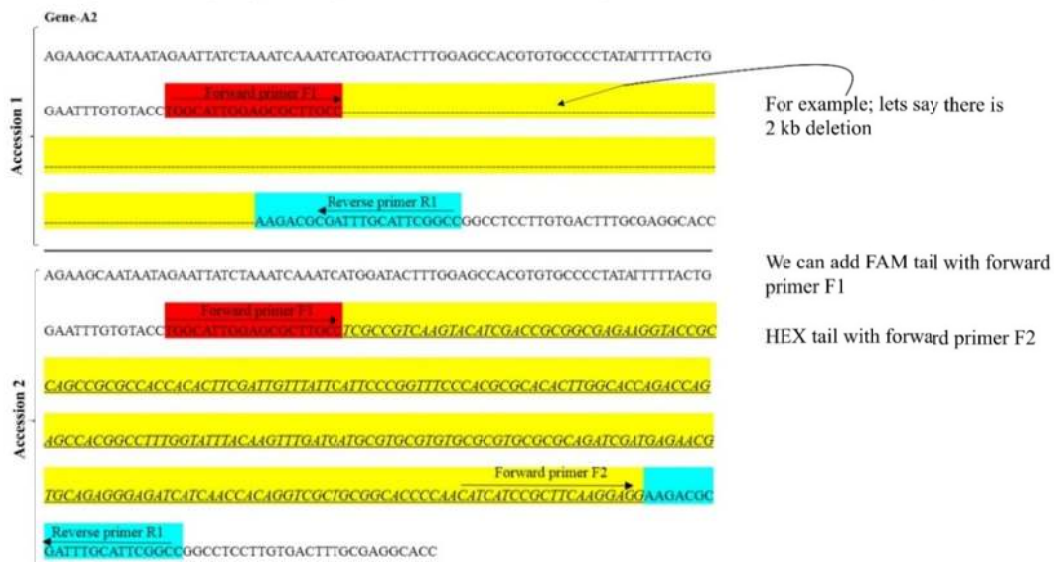 Gene-A2
Accession 1
AGAAGCAATAATAGAATTATCTAAATCAAATCATGGATACTTTGGAGCCACGTGTGCCCCTATATTTTTACTG
Forward primer F1
GAATTTGTGTACCTGGCATTGGAGCGCTTGCC
For example; lets say there is
2 kb deletion
Reverse primer R1
AAGACGCGATTTGCATTCGGCCGGCCTCCTTGTGACTTTGCGAGGCACC
Accession 2
AGAAGCAATAATAGAATTATCTAAATCAAATCATGGATACTTTGGAGCCACGTGTGCCCCTATATTTTTACTG
We can add FAM tail with forward
primer F1
Forward primer F1
GAATTTGTGTACCTGGCATTGGAGCGCTTGCCTCGCCGTCAAGTACATCGACCGCGGCGAGAAGGTACCGC
HEX tail with forward primer F2
CAGCCGCGCCACCACACTTCGATTGTTTATTCATTCCCGGTTTCCCACGCGCACACTTGGCACCAGACCAG
AGCCACGGCCTTTGGTATTTACAAGTTTGATGATGCGTGCGTGTGCGCGTGCGCGCAGATCGATGAGAACG
Forward primer F2
TGCAGAGGGAGATCATCAACCACAGGTCGCTGCGGCACCCCAACATCATCCGCTTCAAGGAGGAAGACGC
Reverse primer R1
GATTTGCATTCGGCCGGCCTCCTTGTGACTTTGCGAGGCACC